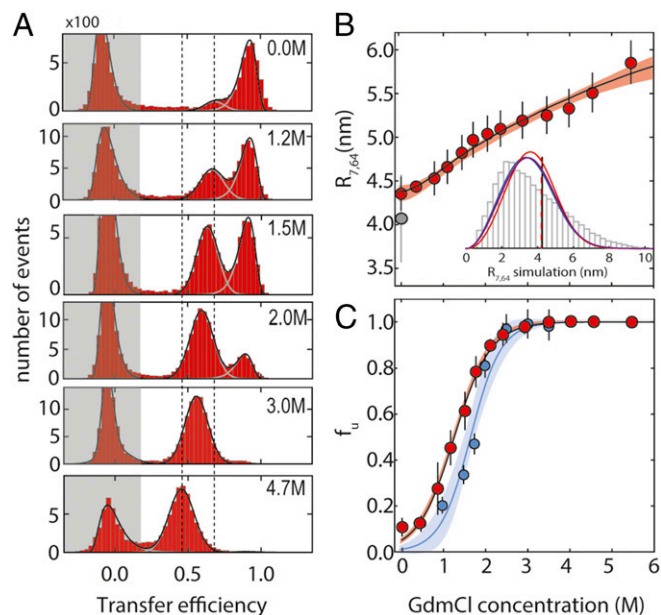 A
x100
0.0M
5
0
10
1.2M
5
0
1.5M
5
0
10
2.0M
5
0
10
3.0M
5
0
10
4.7M
5
0
0.0 0.5 1.0
Transfer efficiency
number of events
B
6.0
5.5
5.0
4.5
4.0
3.5
R7,64(nm)
0 2 4 6 8 10
R7,64 simulation (nm)
C
1.0
0.8
0.6
0.4
0.2
0.0
fu
0 1 2 3 4 5 6
GdmCl concentration (M)